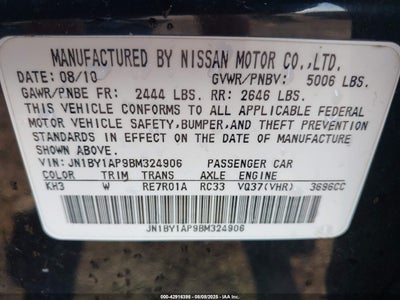 MANUFACTURED BY NISSAN MOTOR CO.,LTD.
DATE: 08/10 GVWR/PNBV: 5006 LBS.
GAWR/PNBE FR: 2444 LBS. RR: 2646 LBS.
THIS VEHICLE CONFORMS TO ALL APPLICABLE FEDERAL
MOTOR VEHICLE SAFETY, BUMPER, AND THEFT PREVENTION
STANDARDS IN EFFECT ON THE DATE OF MANUFACTURE
SHOWN ABOVE.
VIN: JN1BY1AP9BM324906 PASSENGER CAR
COLOR TRIM TRANS AXLE ENGINE
KH3 W RE7R01A RC33 VQ37(VHR) 3696CC
JN1BY1AP9BM324906
000-42916398 - 08/08/2025 - iaai.com